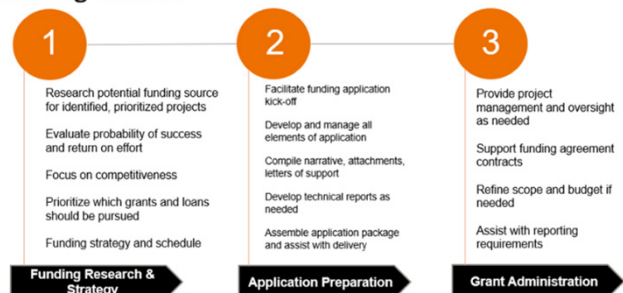 1
Research potential funding source
for identified, prioritized projects
Evaluate probability of success
and return on effort
Focus on competitiveness
Prioritize which grants and loans
should be pursued
Funding strategy and schedule
Funding Research &
Strategy
2
Facilitate funding application
kick-off
Develop and manage all
elements of application
Compile narrative, attachments,
letters of support
Develop technical reports as
needed
Assemble application package
and assist with delivery
Application Preparation
3
Provide project
management and oversight
as needed
Support funding agreement
contracts
Refine scope and budget if
needed
Assist with reporting
requirements
Grant Administration